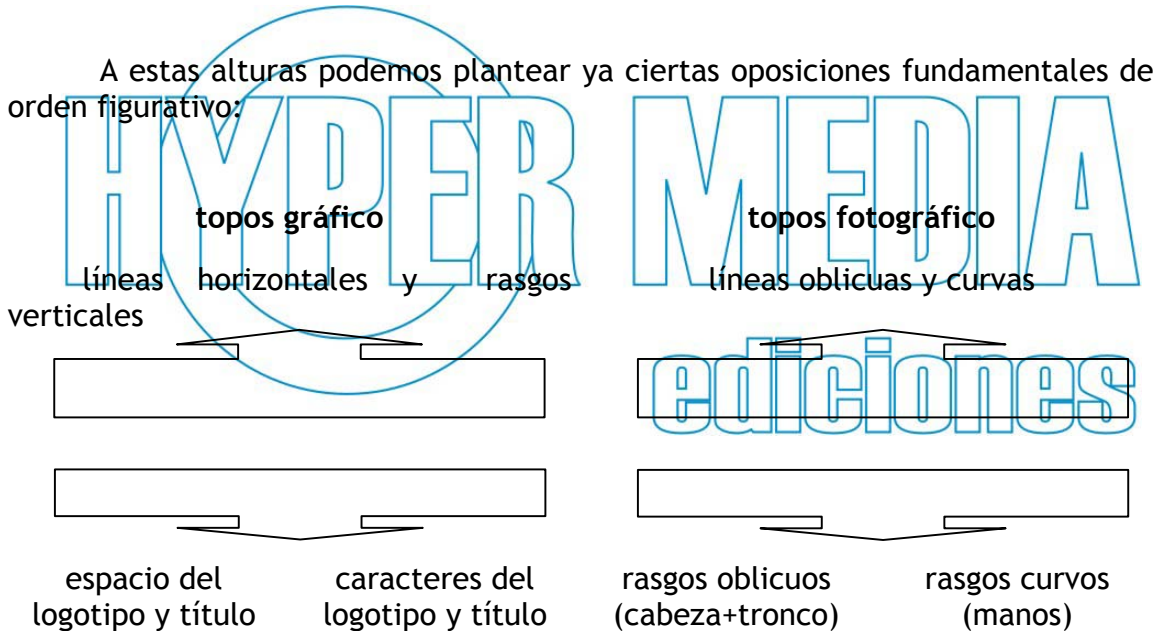 A estas alturas podemos plantear ya ciertas oposiciones fundamentales de
orden figurativo:
HYPER MEDIA
topos gráfico
topos fotográfico
líneas horizontales y rasgos
verticales
líneas oblicuas y curvas
ediciones
espacio del
logotipo y título
caracteres del
logotipo y título
rasgos oblicuos
(cabeza+tronco)
rasgos curvos
(manos)